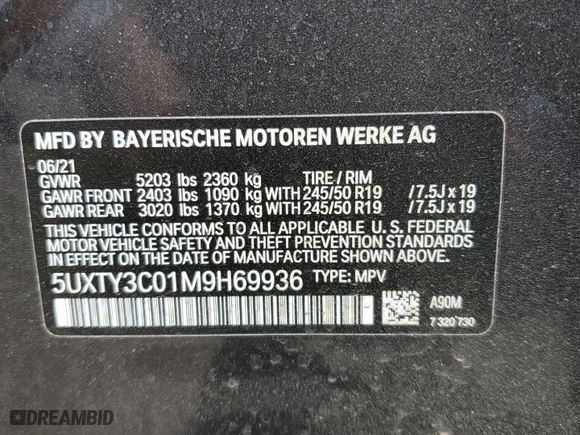 MFD BY BAYERISCHE MOTOREN WERKE AG
06/21
GVWR 5203 lbs 2360 kg TIRE / RIM
GAWR FRONT 2403 lbs 1090 kg WITH 245/50 R19 / 7.5J x 19
GAWR REAR 3020 lbs 1370 kg WITH 245/50 R19 / 7.5J x 19
THIS VEHICLE CONFORMS TO ALL APPLICABLE U. S. FEDERAL
MOTOR VEHICLE SAFETY AND THEFT PREVENTION STANDARDS
IN EFFECT ON THE DATE OF MANUFACTURE SHOWN ABOVE.
5UXTY3C01M9H69936 TYPE: MPV
A90M
7 320 730
DREAMBID